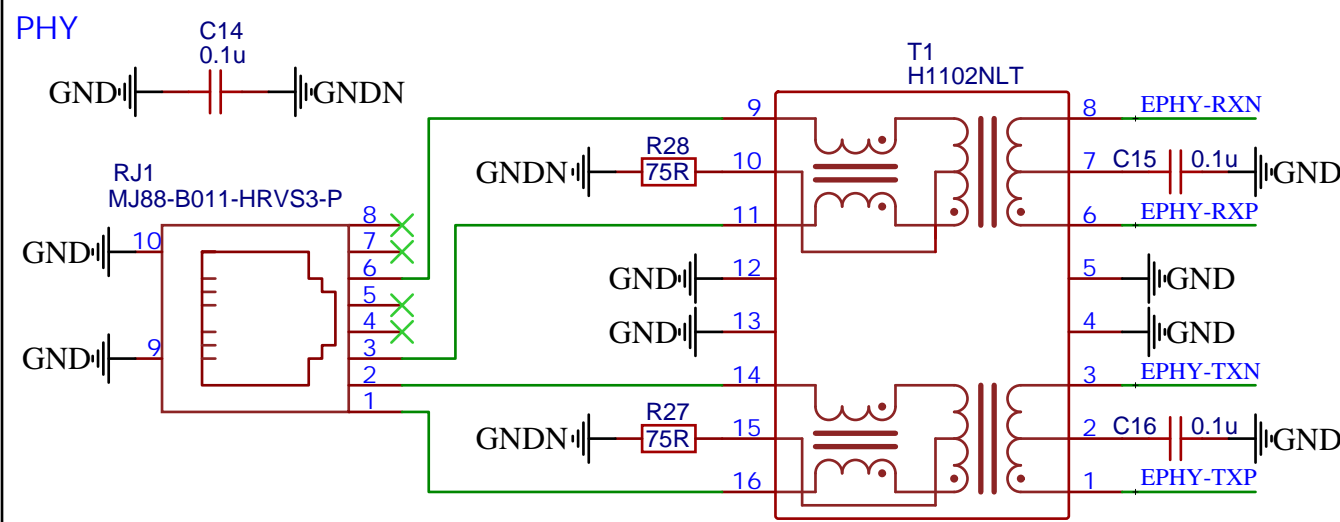 PHY
C14
0.1u
GND
GNDN
T1
H1102NLT
9
8
EPHY-RXN
R28
GNDN
75R
10
7
C15
0.1u
GND
RJ1
MJ88-B011-HRVS3-P
8
11
6
EPHY-RXP
GND
10
7
6
GND
12
5
GND
5
4
GND
13
4
GND
GND
9
3
2
14
3
EPHY-TXN
1
R27
GNDN
75R
15
2
C16
0.1u
GND
16
1
EPHY-TXP